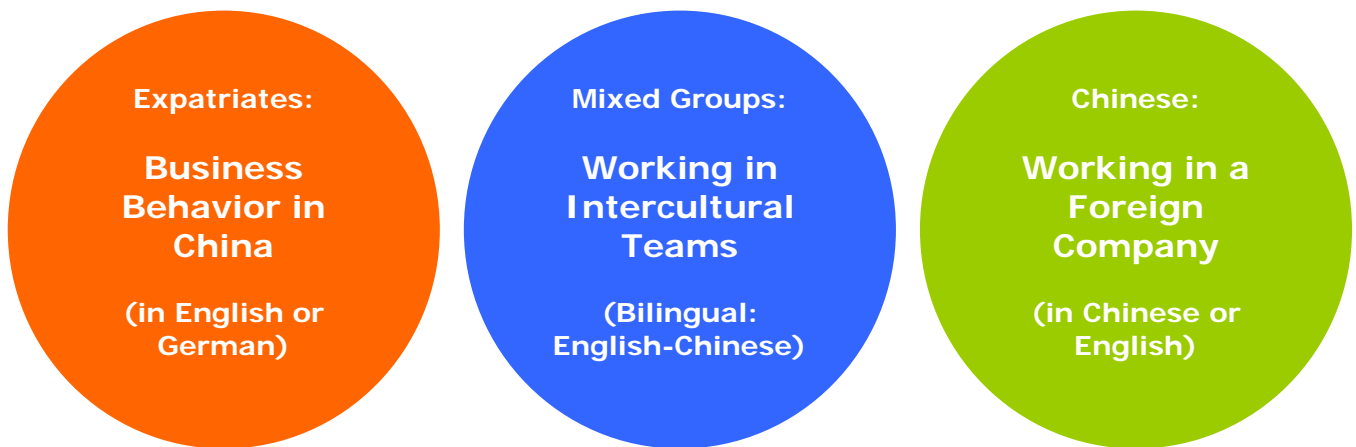 Expatriates:
Business
Behavior in
China
(in English or
German)
Mixed Groups:
Working in
Intercultural
Teams
(Bilingual:
English-Chinese)
Chinese:
Working in a
Foreign
Company
(in Chinese or
English)